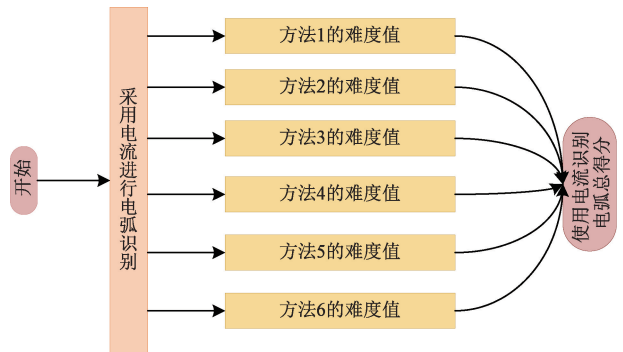 开始
采用电流进行电弧识别
方法1的难度值
方法2的难度值
方法3的难度值
方法4的难度值
方法5的难度值
方法6的难度值
使用电流识别
电弧总得分